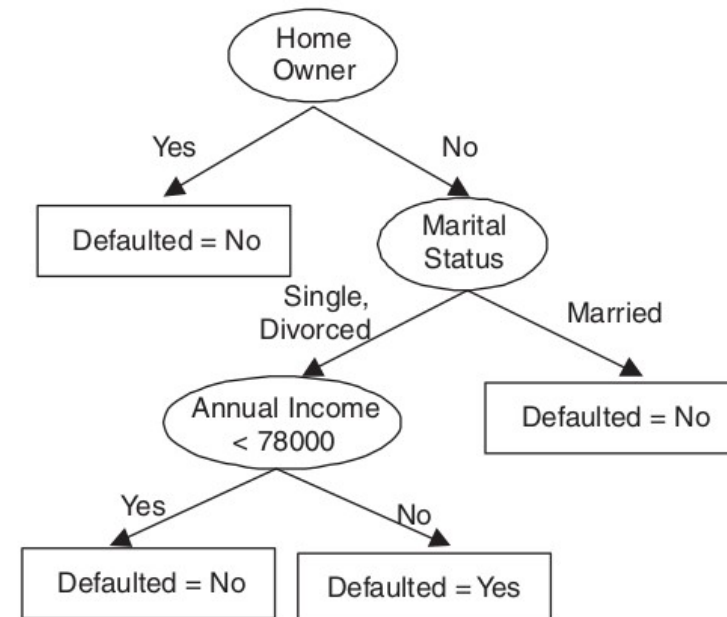 Home
Owner
Yes
No
Defaulted = No
Marital
Status
Single,
Divorced
Married
Annual Income
< 78000
Defaulted = No
Yes
No
Defaulted = No
Defaulted = Yes